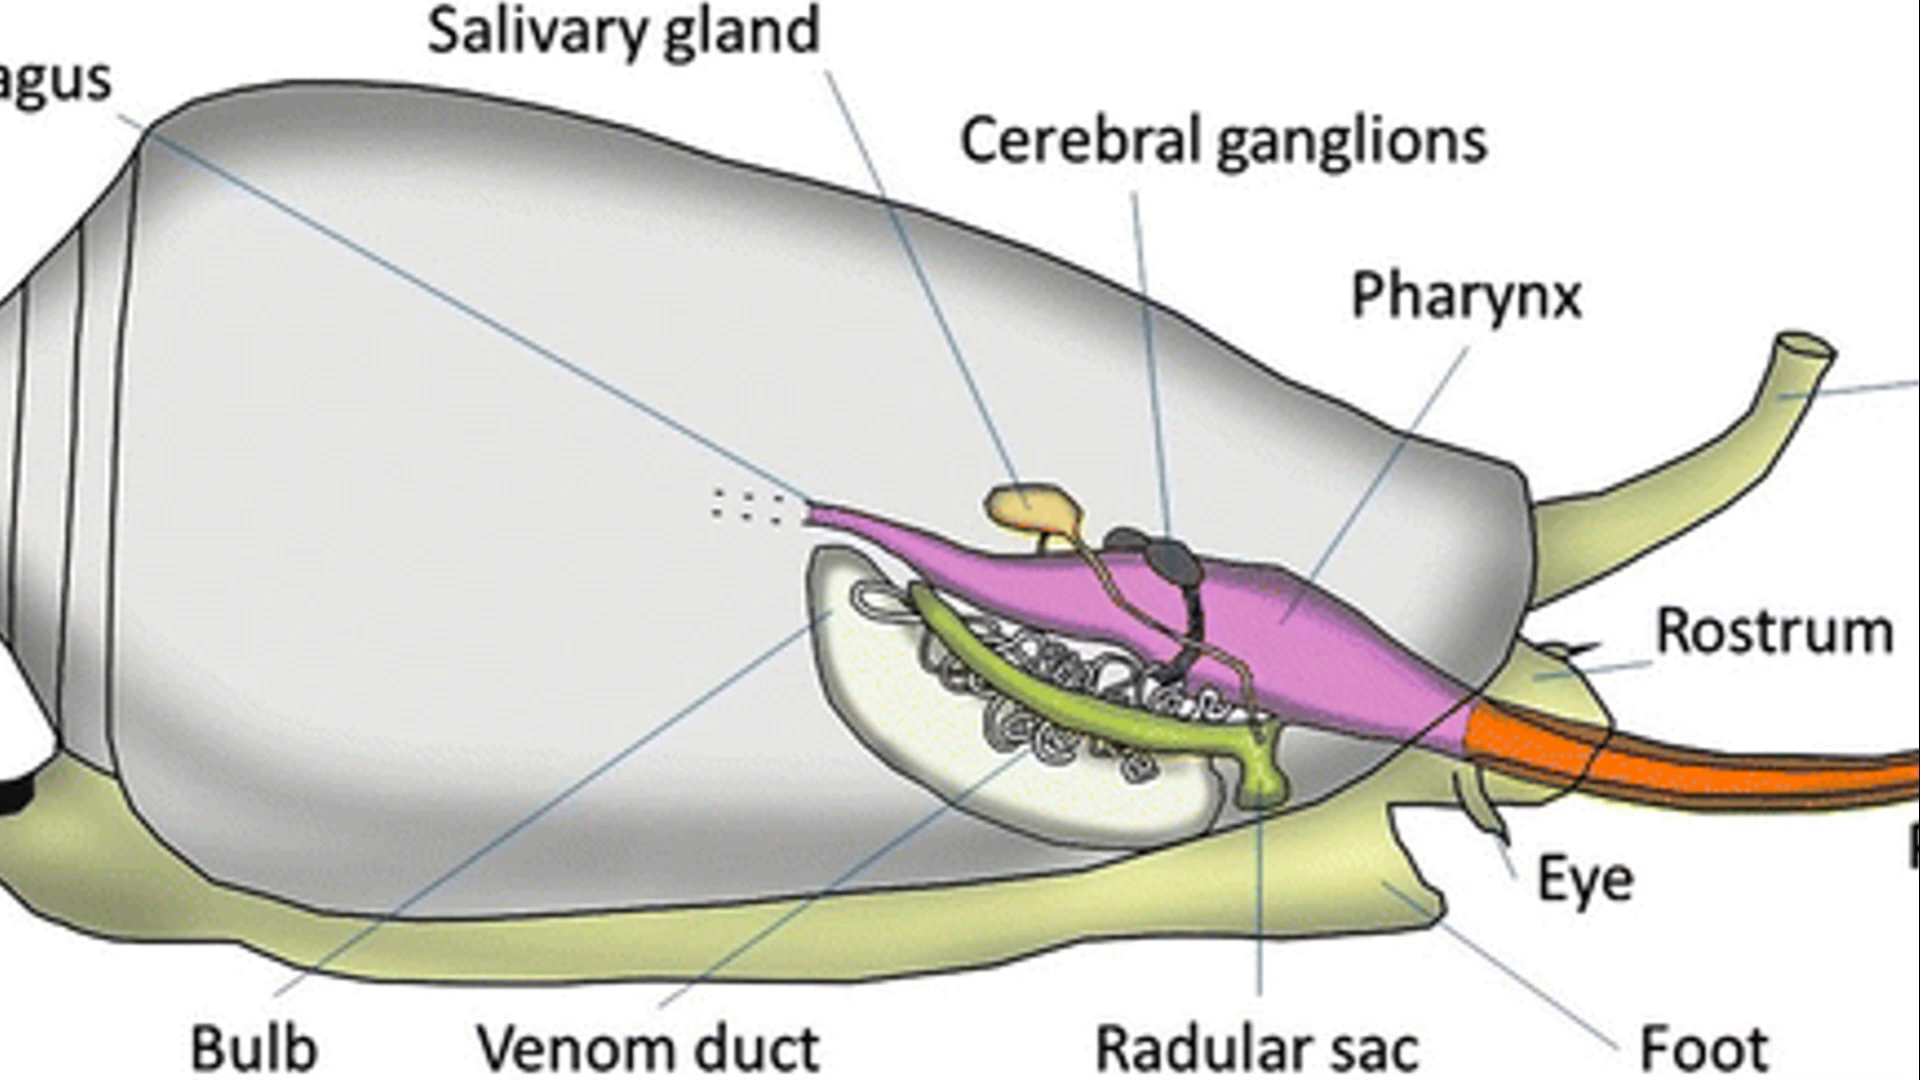 Salivary gland
agus
Cerebral ganglions
Pharynx
Rostrum
Eye
Bulb
Venom duct
Radular sac
Foot